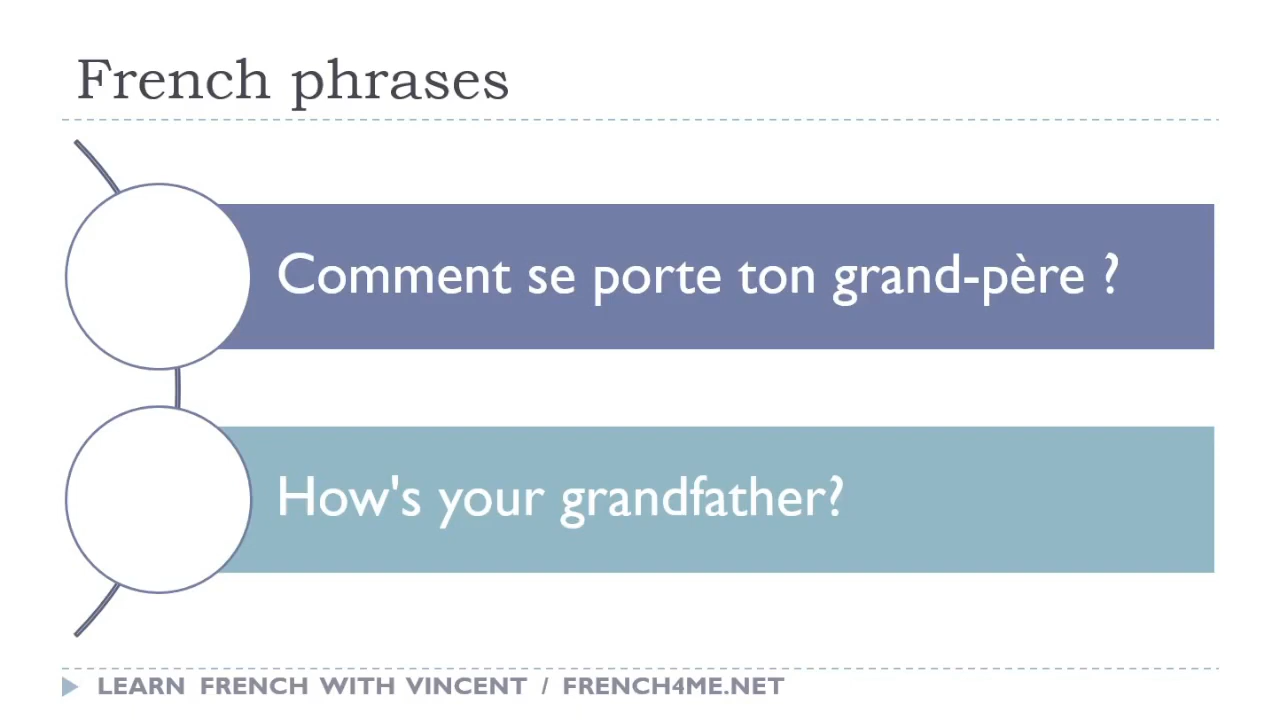 French phrases
Comment se porte ton grand-père ?
How's your grandfather?
LEARN FRENCH WITH VINCENT / FRENCH4ME.NET